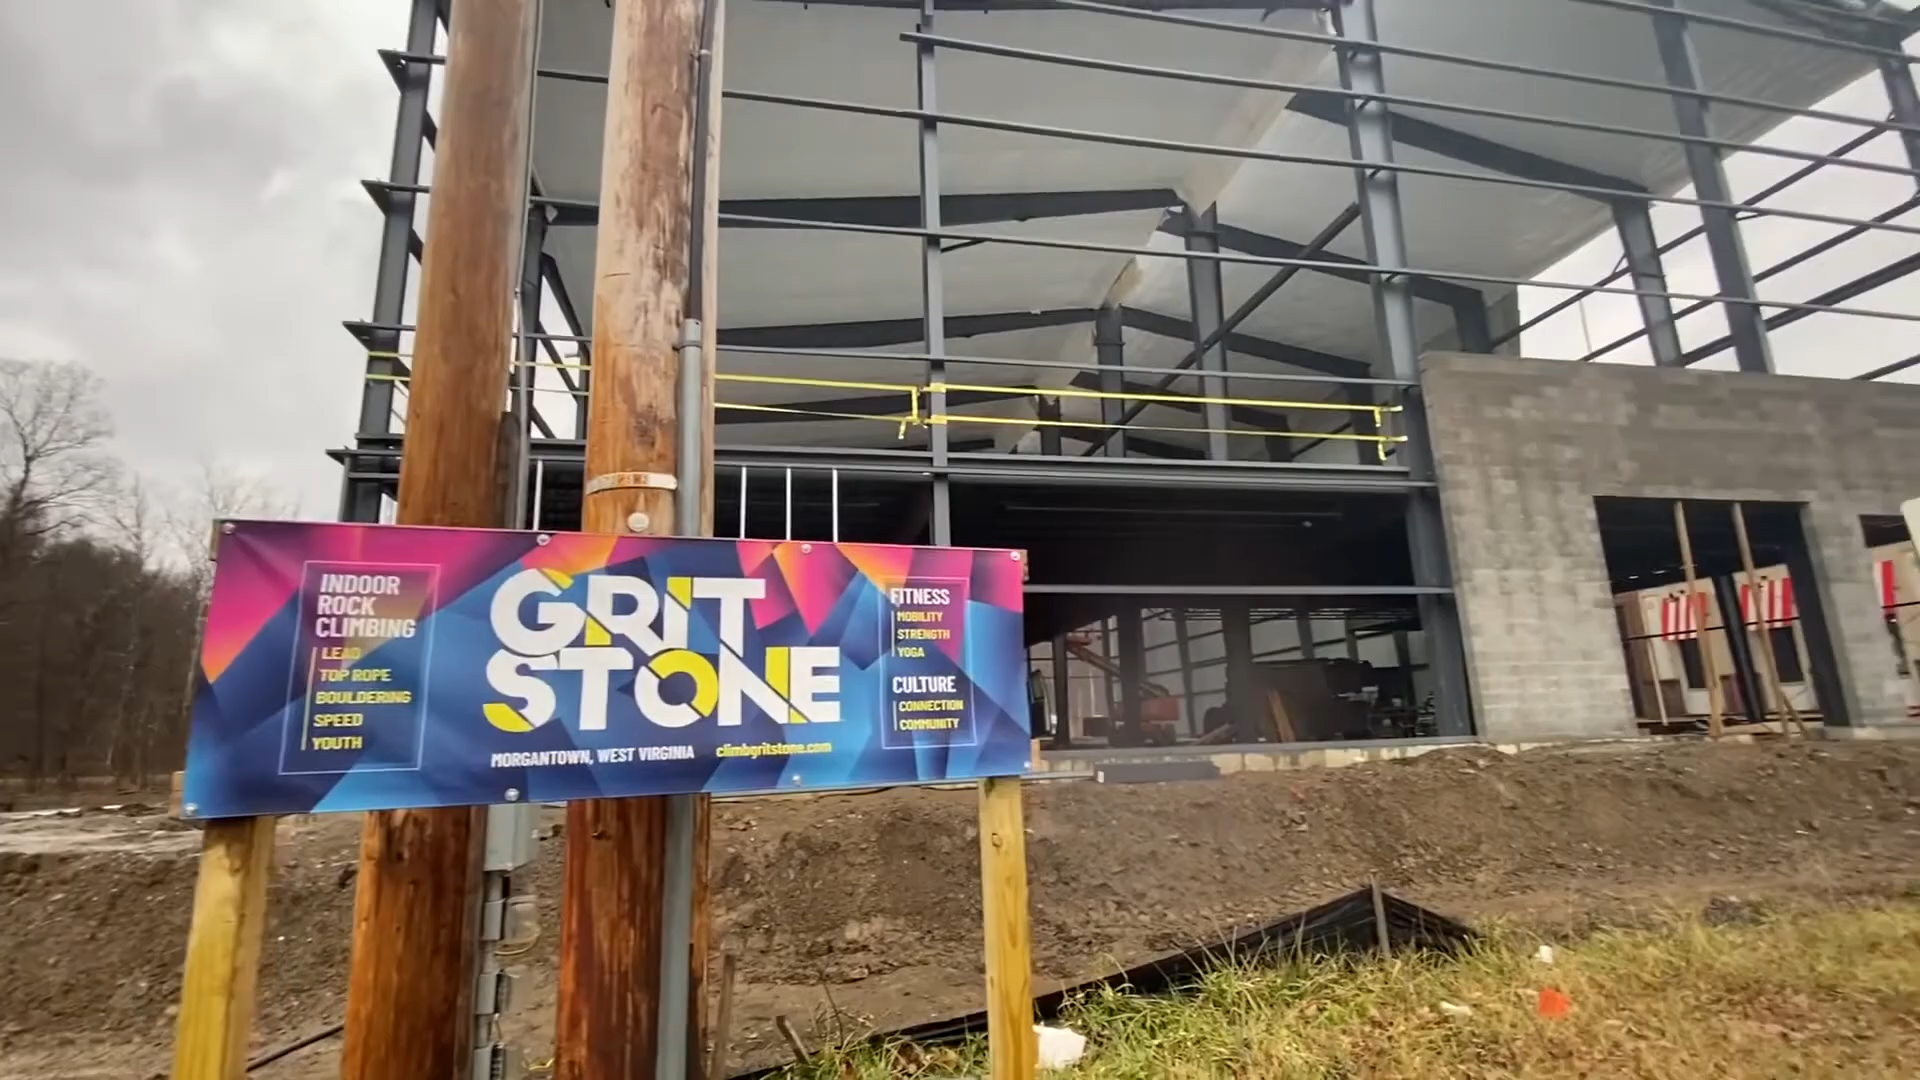 INDOOR
ROCK
CLIMBING
LEAD
TOP ROPE
BOULDERING
SPEED
YOUTH
GRIT
STONE
MORGANTOWN, WEST VIRGINIA climbgritstone.com
FITNESS
MOBILITY
STRENGTH
YOGA
CULTURE
CONNECTION
COMMUNITY